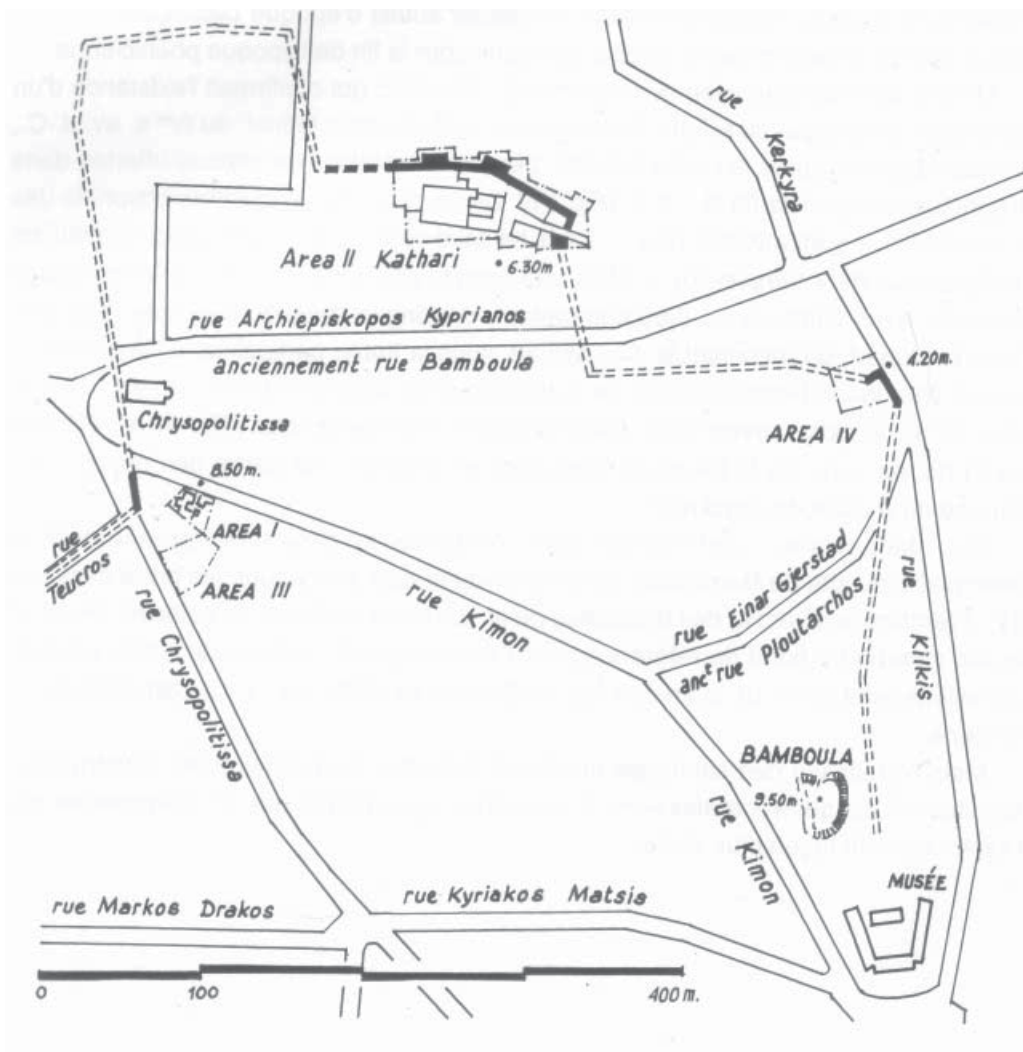 rue
Kerkyra
Area II Kathari
6.30m
rue Archiepiskopos Kyprianos
anciennement rue Bamboula
4.20m.
Chrysopolitissa
AREA IV
8.50m.
AREA I
rue
Teucros
AREA III
rue Kimon
rue Einar Gjerstad
anc.t rue Ploutarchos
rue
Kilkis
rue Chrysopolitissa
BAMBOULA
9.50m
rue
Kimon
MUSÉE
rue Markos Drakos
rue Kyriakos Matsia
0
100
400 m.